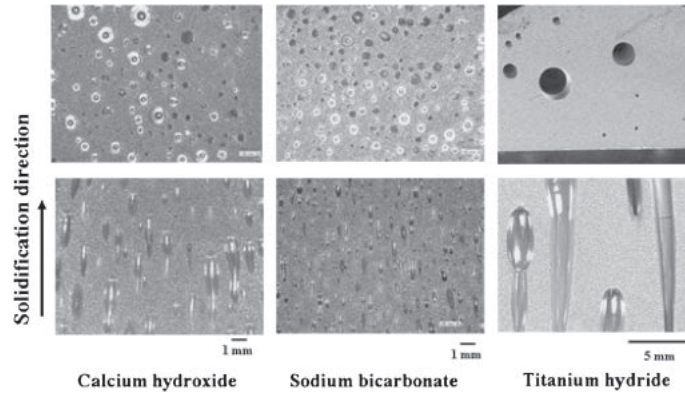 Solidification direction
1 mm
1 mm
5 mm
Calcium hydroxide
Sodium bicarbonate
Titanium hydride